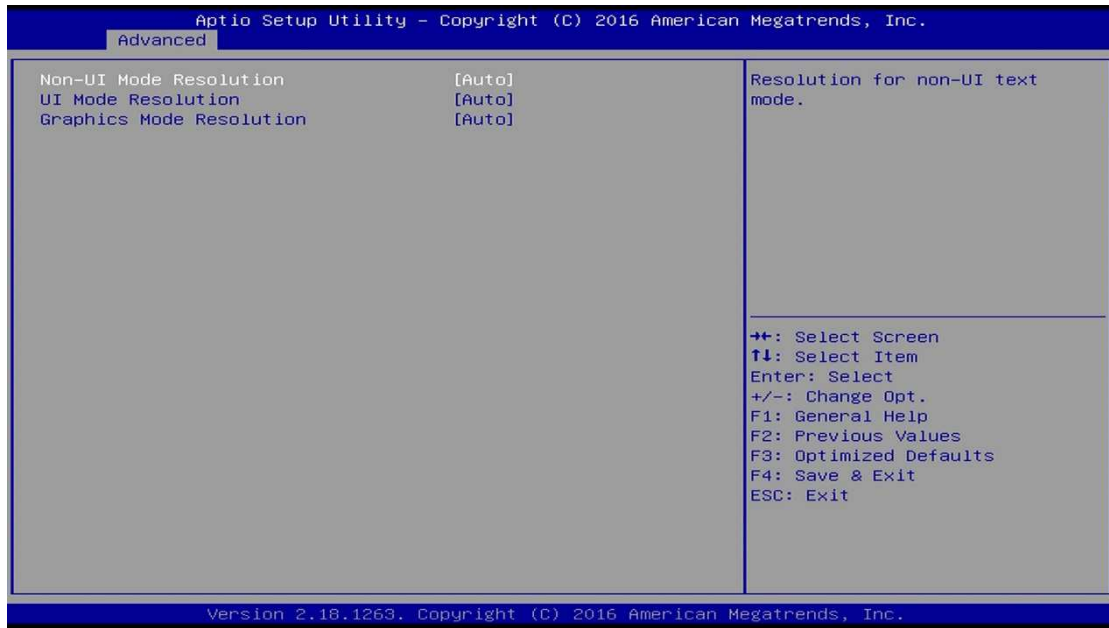 Aptio Setup Utility – Copyright (C) 2016 American Megatrends, Inc.
Advanced
Non-UI Mode Resolution [Auto]
UI Mode Resolution [Auto]
Graphics Mode Resolution [Auto]
Resolution for non-UI text
mode.
→←: Select Screen
↑↓: Select Item
Enter: Select
+/-: Change Opt.
F1: General Help
F2: Previous Values
F3: Optimized Defaults
F4: Save & Exit
ESC: Exit
Version 2.18.1263. Copyright (C) 2016 American Megatrends, Inc.